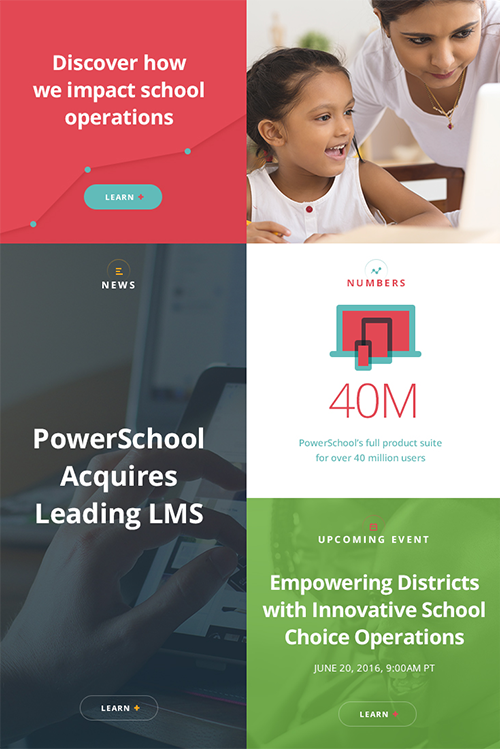 Discover how
we impact school
operations
LEARN +
NEWS
PowerSchool
Acquires
Leading LMS
LEARN +
NUMBERS
40M
PowerSchool's full product suite
for over 40 million users
UPCOMING EVENT
Empowering Districts
with Innovative School
Choice Operations
JUNE 20, 2016, 9:00AM PT
LEARN +